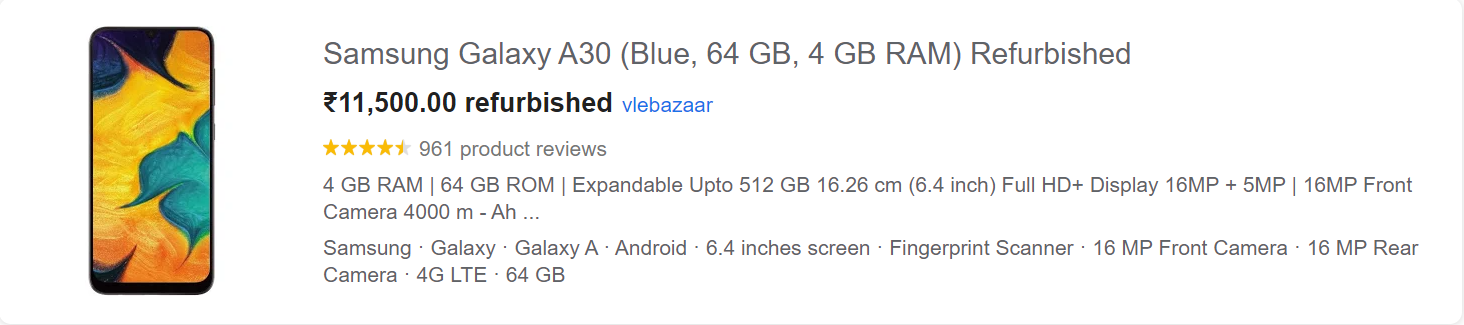 Samsung Galaxy A30 (Blue, 64 GB, 4 GB RAM) Refurbished
₹11,500.00 refurbished vlebazaar
961 product reviews
4 GB RAM | 64 GB ROM | Expandable Upto 512 GB 16.26 cm (6.4 inch) Full HD+ Display 16MP + 5MP | 16MP Front
Camera 4000 m - Ah ...
Samsung · Galaxy · Galaxy A · Android · 6.4 inches screen · Fingerprint Scanner · 16 MP Front Camera · 16 MP Rear
Camera · 4G LTE · 64 GB